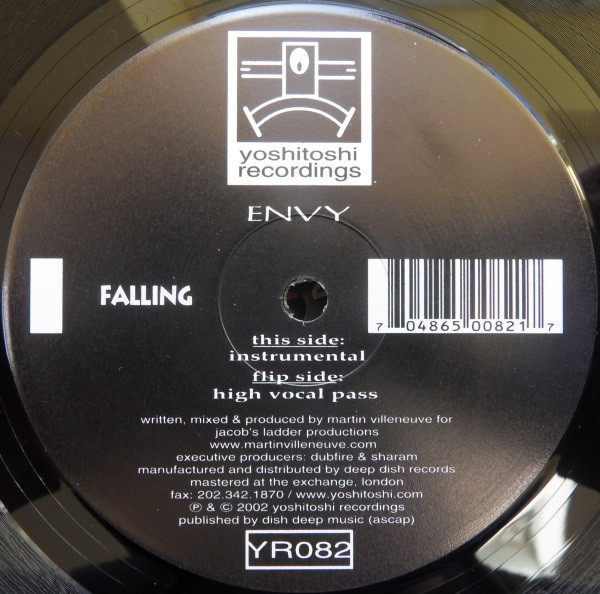 yoshitoshi
recordings
ENVY
FALLING
7 04865 00821 7
this side:
instrumental
flip side:
high vocal pass
written, mixed & produced by martin villeneuve for
jacob's ladder productions
www.martinvilleneuve.com
executive producers: dubfire & sharam
manufactured and distributed by deep dish records
mastered at the exchange, london
fax: 202.342.1870 / www.yoshitoshi.com
℗ & © 2002 yoshitoshi recordings
published by dish deep music (ascap)
YR082